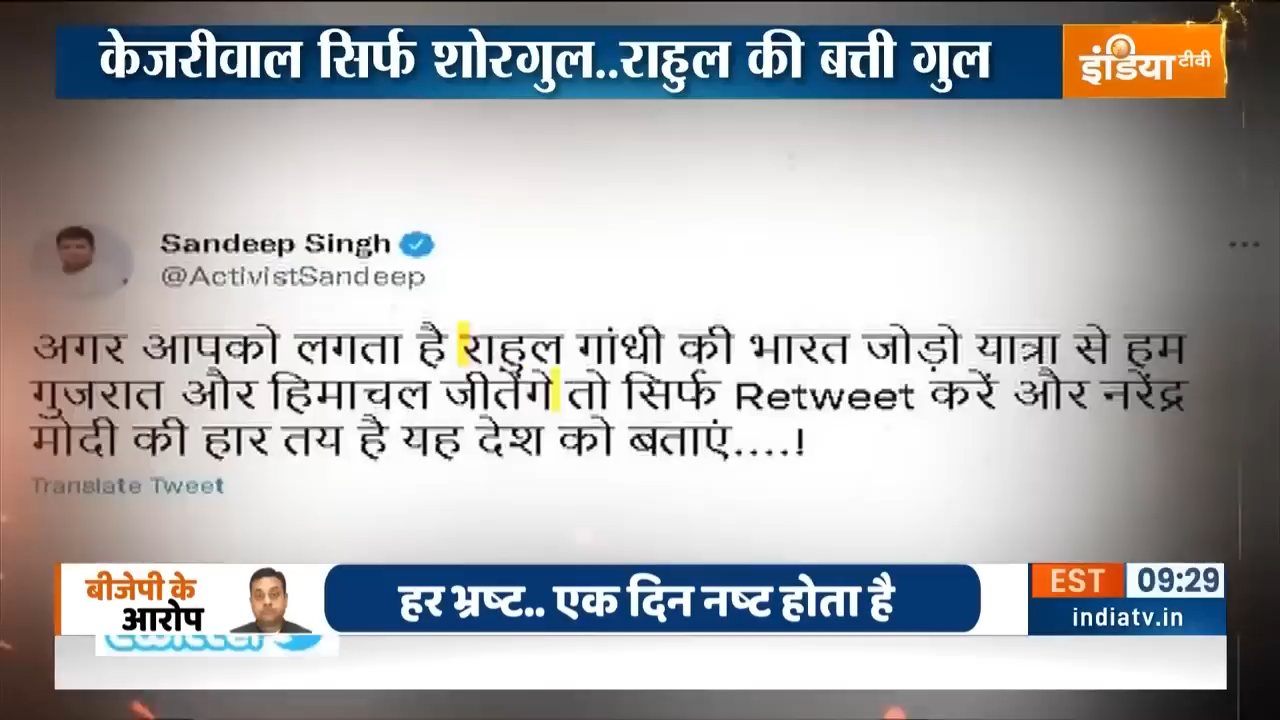 केजरीवाल सिर्फ शोरगुल..राहुल की बत्ती गुल
इंडिया टीवी
Sandeep Singh
@ActivistSandeep
अगर आपको लगता है राहुल गांधी की भारत जोड़ो यात्रा से हम
गुजरात और हिमाचल जीतेंगे तो सिर्फ Retweet करें और नरेंद्र
मोदी की हार तय है यह देश को बताएं....!
Translate Tweet
बीजेपी के
आरोप
हर भ्रष्ट.. एक दिन नष्ट होता है
EST 09:29
indiatv.in
twitter